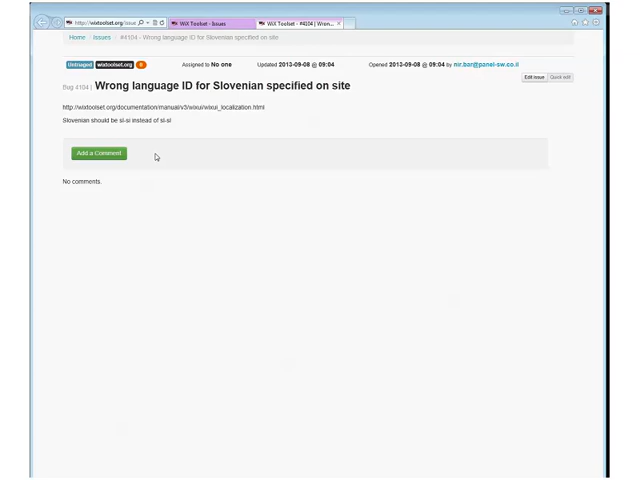 http://wixtoolset.org/issue
WiX Toolset - Issues
WiX Toolset - #4104 | Wron...
Home Issues #4104 - Wrong language ID for Slovenian specified on site
Untriaged wixtoolset.org Assigned to No one Updated 2013-09-08 @ 09:04 Opened 2013-09-08 @ 09:04 by nir.bar@panel-sw.co.il
Bug 4104 | Wrong language ID for Slovenian specified on site
Edit issue Quick edit
http://wixtoolset.org/documentation/manual/v3/wixui/wixui_localization.html
Slovenian should be sl-si instead of sl-si
Add a Comment
No comments.